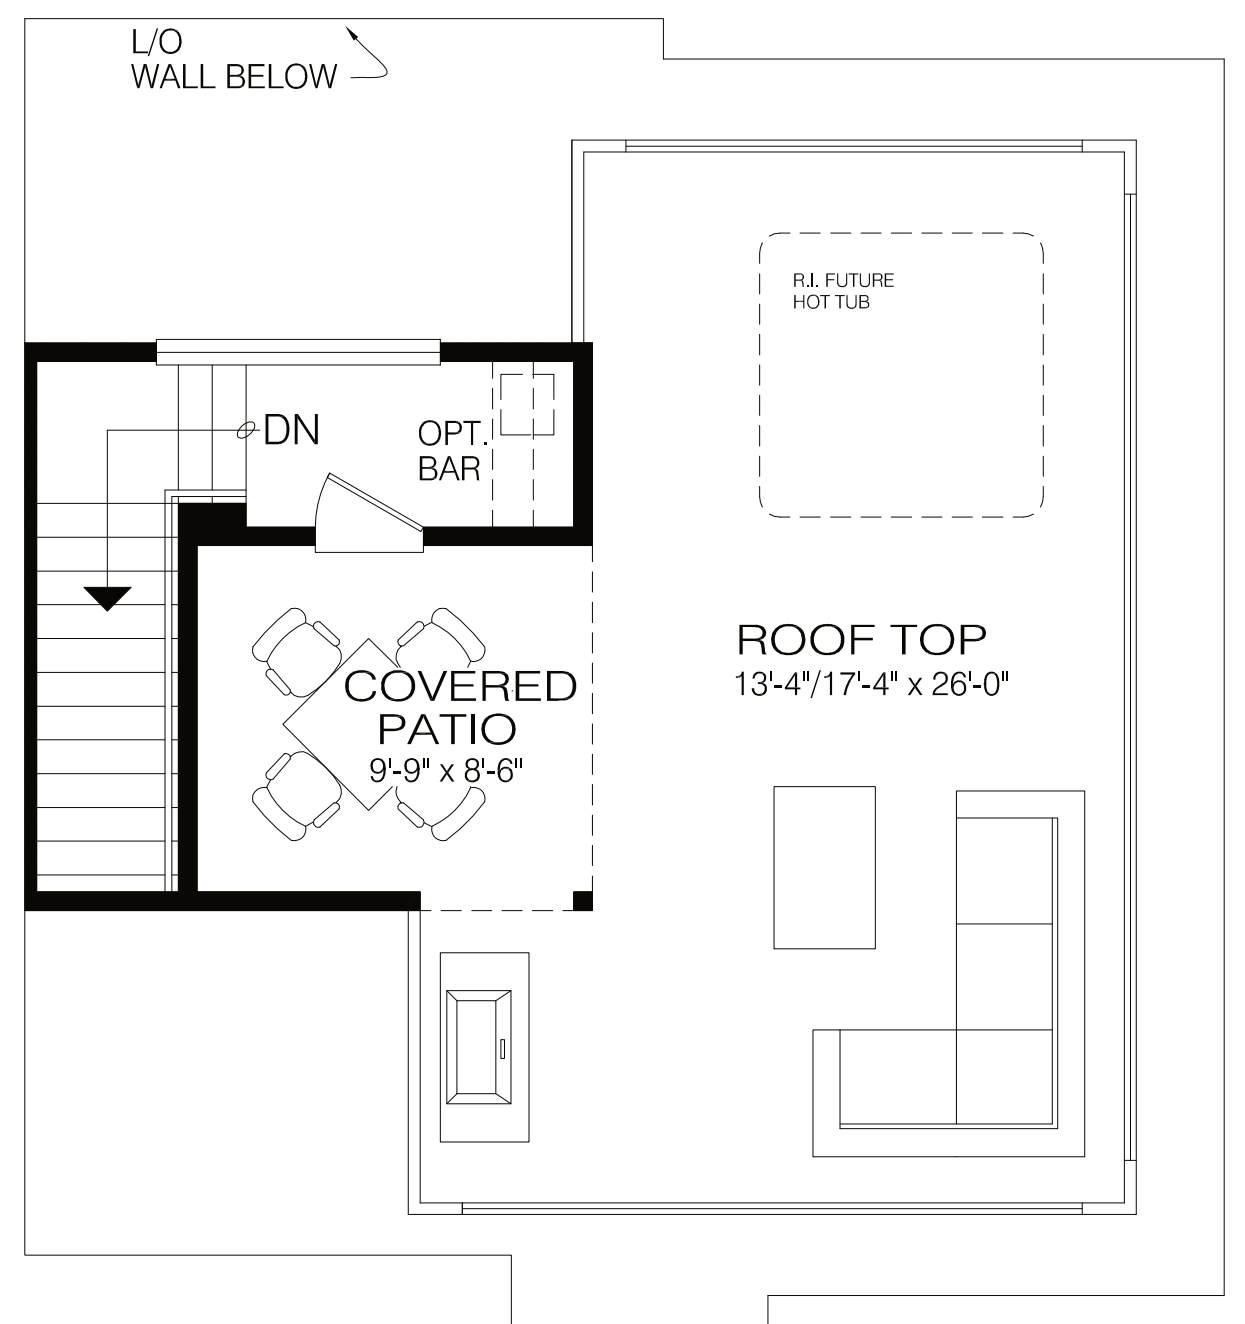 L/O
WALL BELOW
R.I. FUTURE
HOT TUB
DN
OPT.
BAR
ROOF TOP
13'-4"/17'-4" x 26'-0"
COVERED
PATIO
9'-9" x 8'-6"